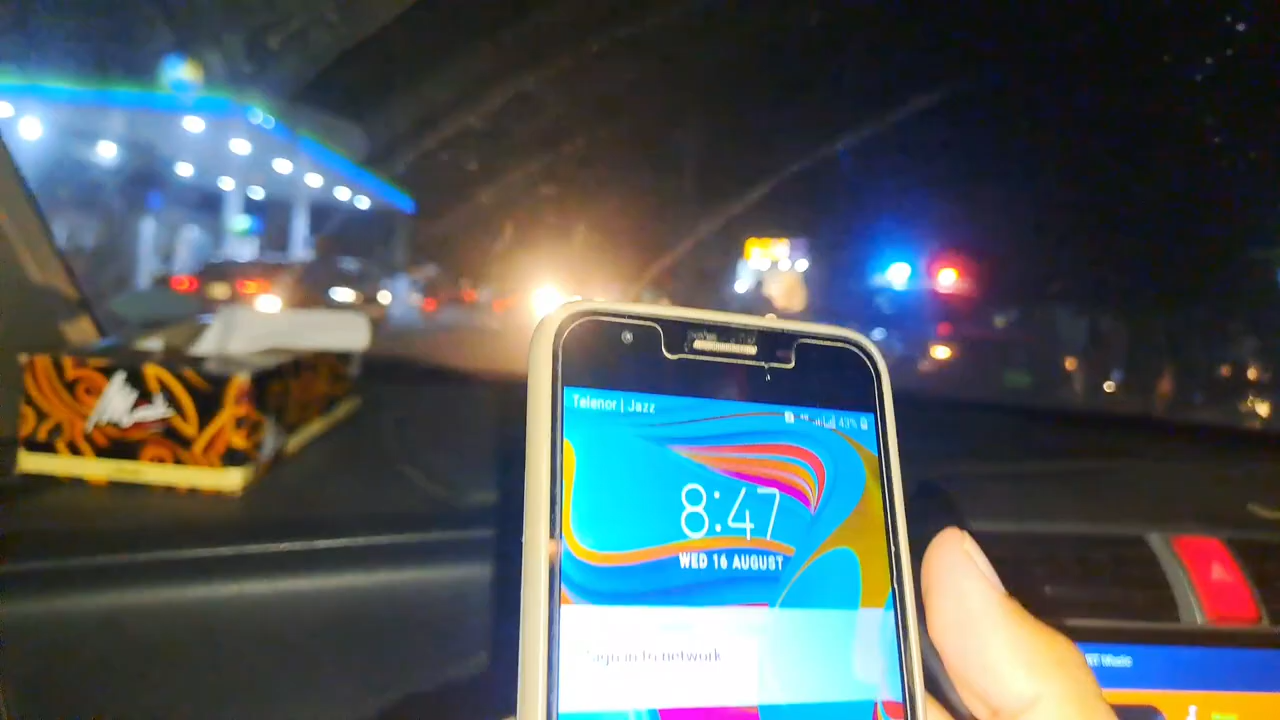 Telenor | Jazz
43%
8:47
WED 16 AUGUST
Sign in to network